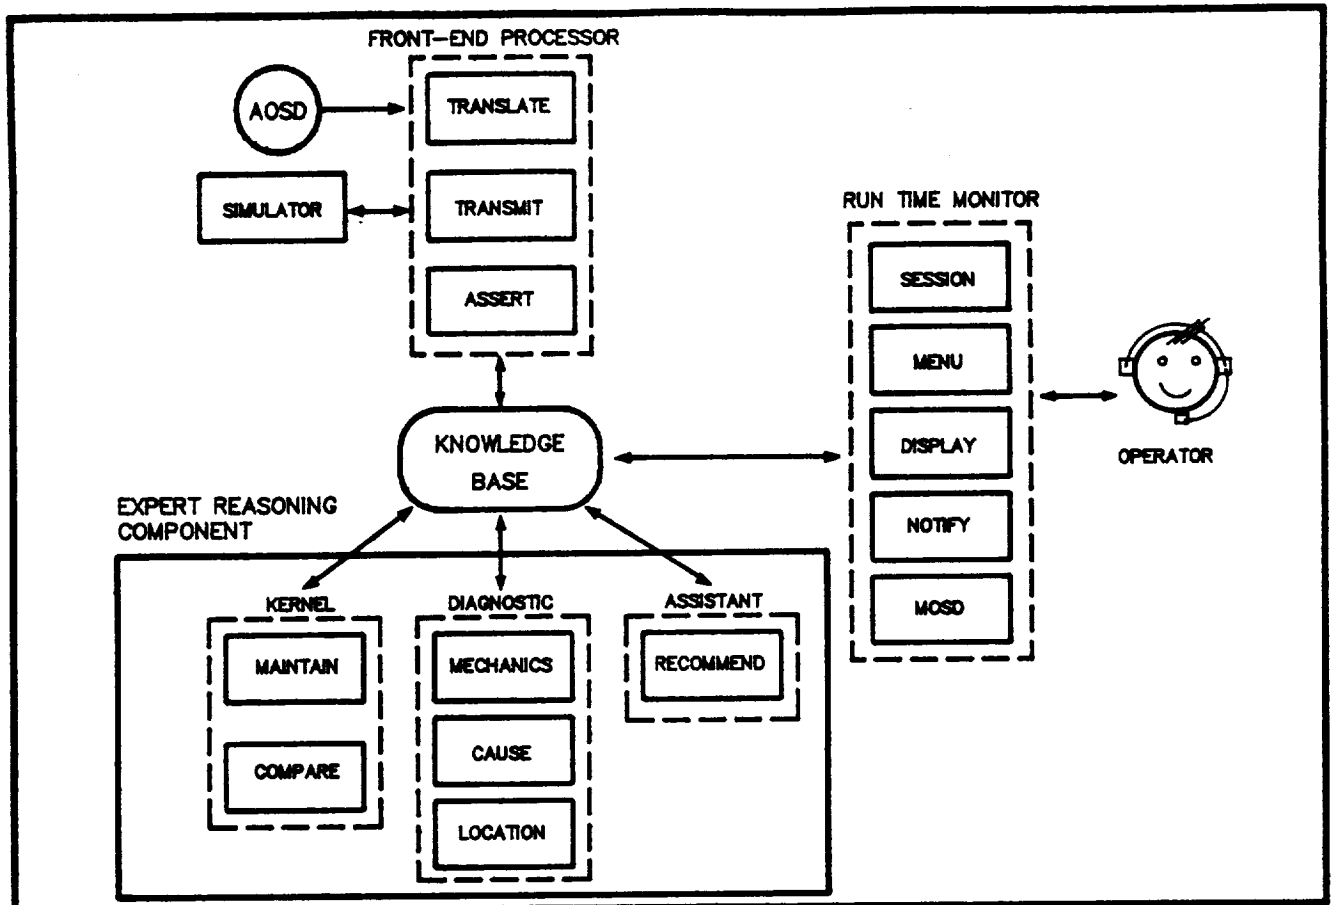 FRONT-END PROCESSOR
AOSD
TRANSLATE
SIMULATOR
TRANSMIT
ASSERT
RUN TIME MONITOR
SESSION
MENU
DISPLAY
NOTIFY
MOSD
OPERATOR
KNOWLEDGE
BASE
EXPERT REASONING
COMPONENT
KERNEL
MAINTAIN
COMPARE
DIAGNOSTIC
MECHANICS
CAUSE
LOCATION
ASSISTANT
RECOMMEND